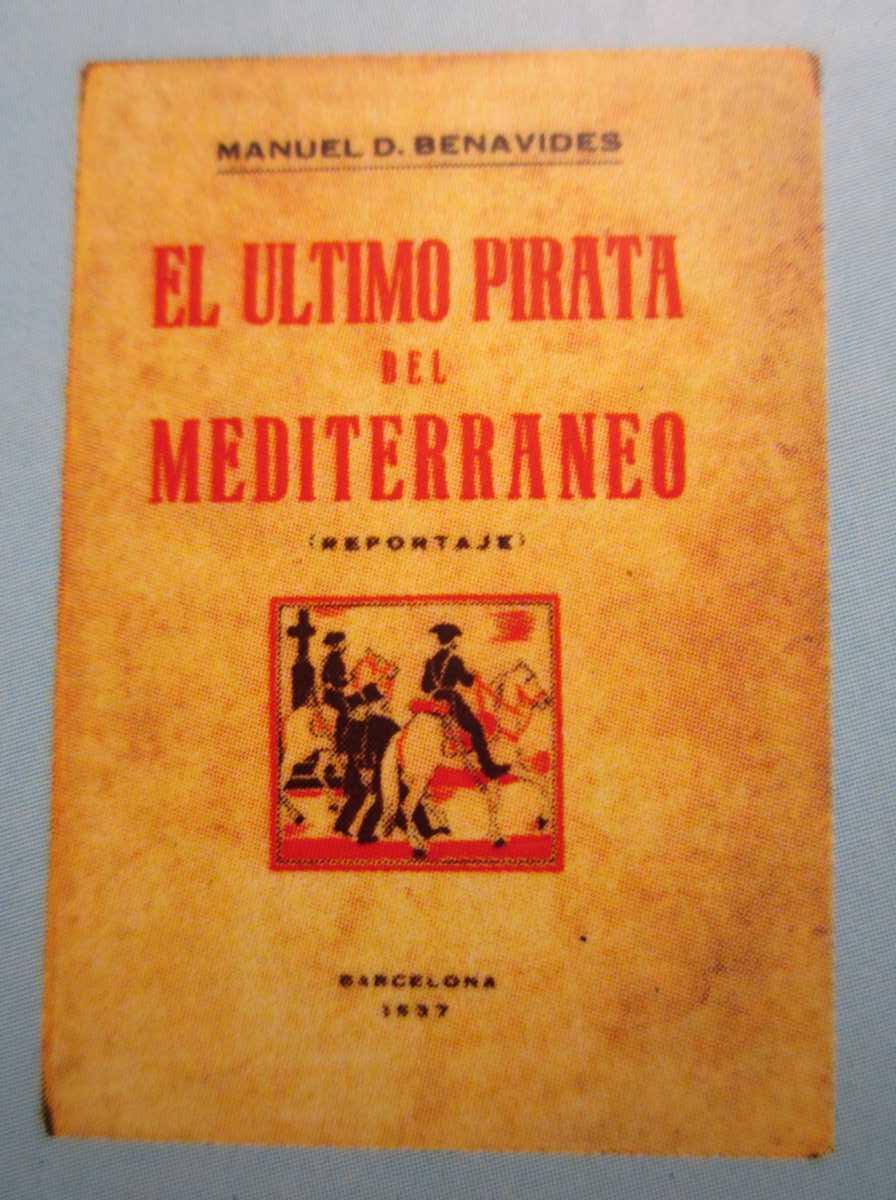 MANUEL D. BENAVIDES
EL ULTIMO PIRATA
DEL
MEDITERRANEO
(REPORTAJE)
BARCELONA
1937